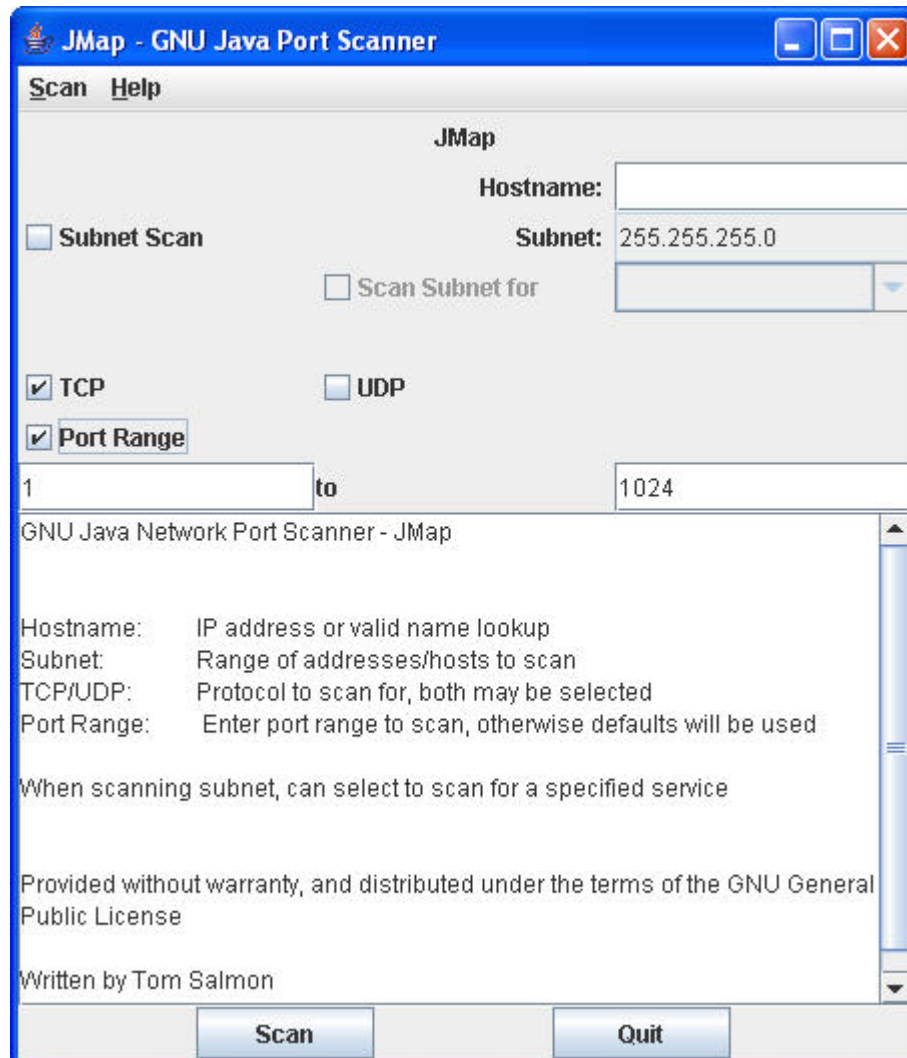 JMap - GNU Java Port Scanner
Scan Help
JMap
Hostname:
Subnet Scan Subnet: 255.255.255.0
Scan Subnet for
TCP UDP
Port Range
1 to 1024
GNU Java Network Port Scanner - JMap
Hostname: IP address or valid name lookup
Subnet: Range of addresses/hosts to scan
TCP/UDP: Protocol to scan for, both may be selected
Port Range: Enter port range to scan, otherwise defaults will be used
When scanning subnet, can select to scan for a specified service
Provided without warranty, and distributed under the terms of the GNU General
Public License
Written by Tom Salmon
Scan Quit